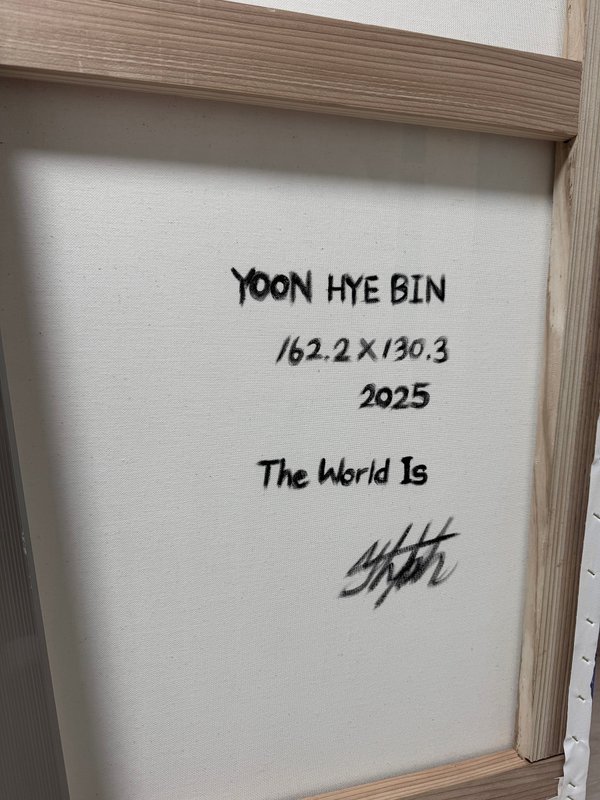 YOON HYE BIN
162.2 X 130.3
2025
The World Is